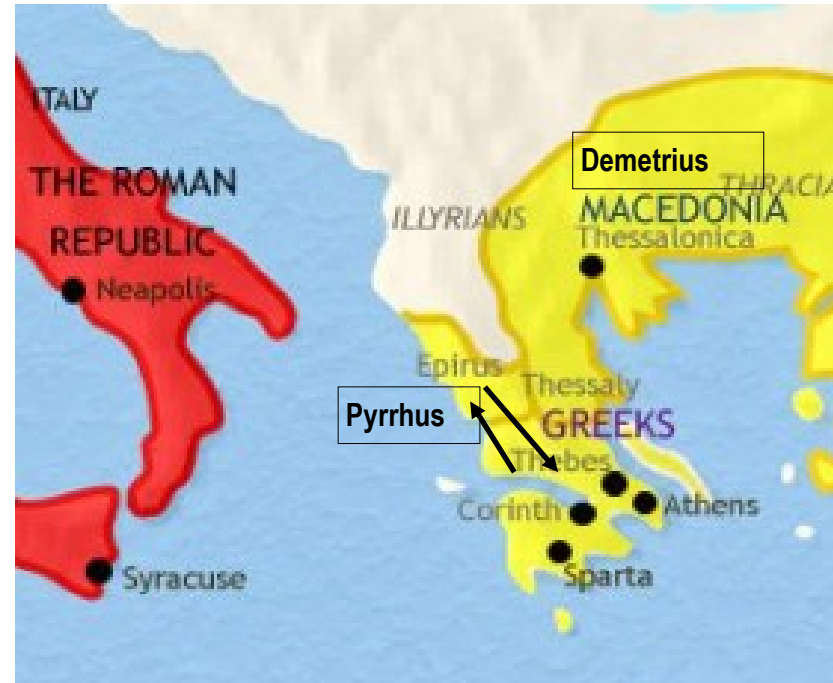 ITALY
THE ROMAN
REPUBLIC
Neapolis
Syracuse
ILLYRIANS
Demetrius
THRACIA
MACEDONIA
Thessalonica
Epirus
Pyrrhus
Thessaly
GREEKS
Thebes
Corinth
Athens
Sparta